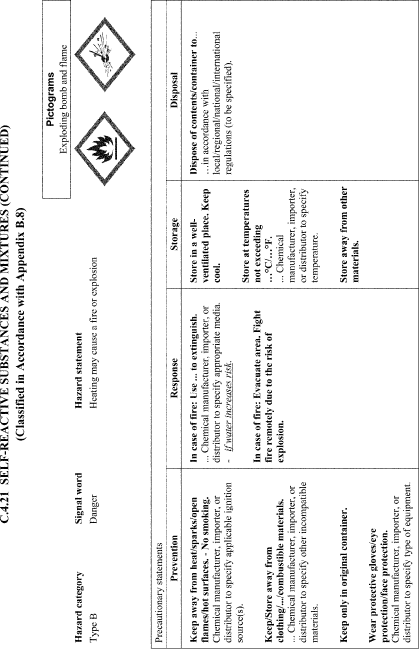 C.4.21 SELF-REACTIVE SUBSTANCES AND MIXTURES (CONTINUED)
(Classified in Accordance with Appendix B.8)
Pictograms
Exploding bomb and flame
Hazard category
Type B
Signal word
Danger
Hazard statement
Heating may cause a fire or explosion
Precautionary statements
Prevention
Keep away from heat/sparks/open
flames/hot surfaces. - No smoking.
Chemical manufacturer, importer, or
distributor to specify applicable ignition
source(s).
Keep/Store away from
clothing/.../combustible materials.
... Chemical manufacturer, importer, or
distributor to specify other incompatible
materials.
Keep only in original container.
Wear protective gloves/eye
protection/face protection.
Chemical manufacturer, importer, or
distributor to specify type of equipment.
Response
In case of fire: Use ... to extinguish.
... Chemical manufacturer, importer, or
distributor to specify appropriate media.
- if water increases risk.
In case of fire: Evacuate area. Fight
fire remotely due to the risk of
explosion.
Storage
Store in a well-
ventilated place. Keep
cool.
Store at temperatures
not exceeding
…°C/…°F.
... Chemical
manufacturer, importer,
or distributor to specify
temperature.
Store away from other
materials.
Disposal
Dispose of contents/container to...
…in accordance with
local/regional/national/international
regulations (to be specified).